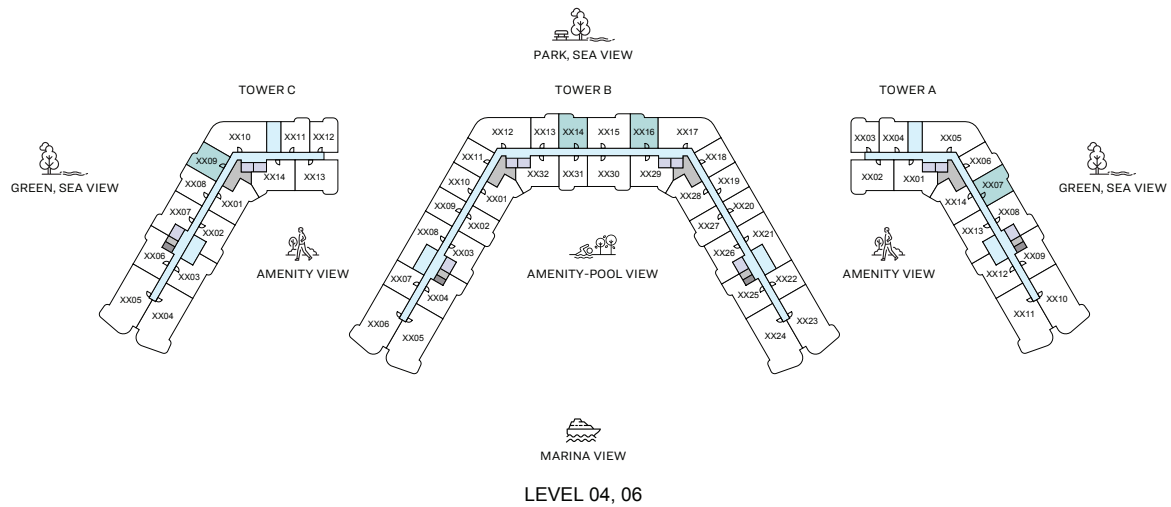 PARK, SEA VIEW
TOWER C
TOWER B
TOWER A
GREEN, SEA VIEW
XX10
XX11
XX12
XX09
XX08
XX14
XX13
XX07
XX01
XX06
XX02
XX03
XX05
XX04
AMENITY VIEW
XX12
XX13
XX14
XX15
XX16
XX17
XX11
XX32
XX31
XX30
XX29
XX18
XX10
XX01
XX28
XX19
XX09
XX02
XX27
XX20
XX08
XX03
XX26
XX21
XX07
XX04
XX25
XX22
XX06
XX05
XX24
XX23
AMENITY-POOL VIEW
XX03
XX04
XX05
XX02
XX01
XX06
XX14
XX07
XX13
XX08
XX12
XX09
XX11
XX10
AMENITY VIEW
GREEN, SEA VIEW
MARINA VIEW
LEVEL 04, 06